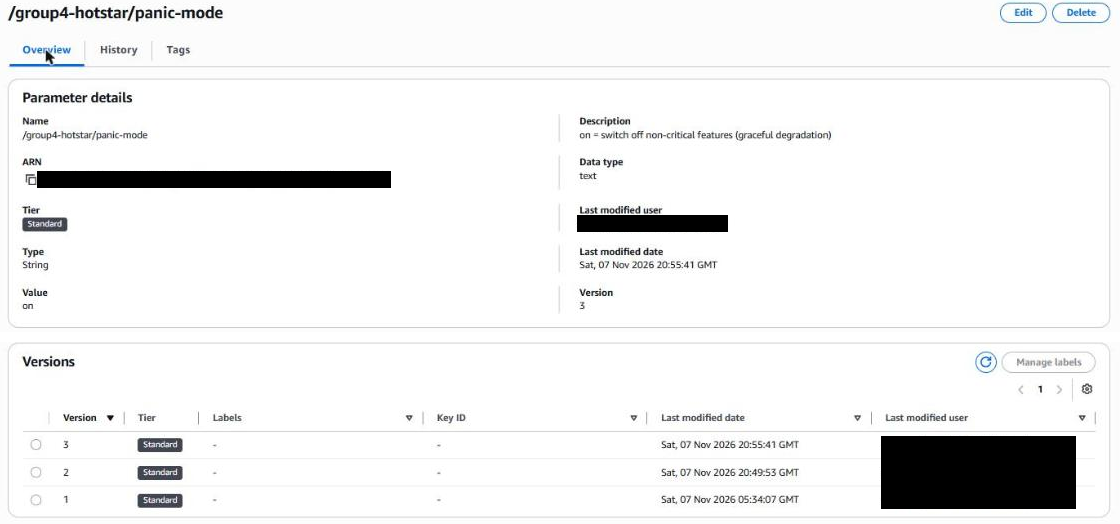 /group4-hotstar/panic-mode
Edit
Delete
Overview
History
Tags
Parameter details
Name
/group4-hotstar/panic-mode
Description
on = switch off non-critical features (graceful degradation)
ARN
Data type
text
Tier
Standard
Last modified user
Type
String
Last modified date
Sat, 07 Nov 2026 20:55:41 GMT
Value
on
Version
3
Versions
Manage labels
1
Version Tier Labels Key ID Last modified date Last modified user
3 Standard - - Sat, 07 Nov 2026 20:55:41 GMT
2 Standard - - Sat, 07 Nov 2026 20:49:53 GMT
1 Standard - - Sat, 07 Nov 2026 05:34:07 GMT